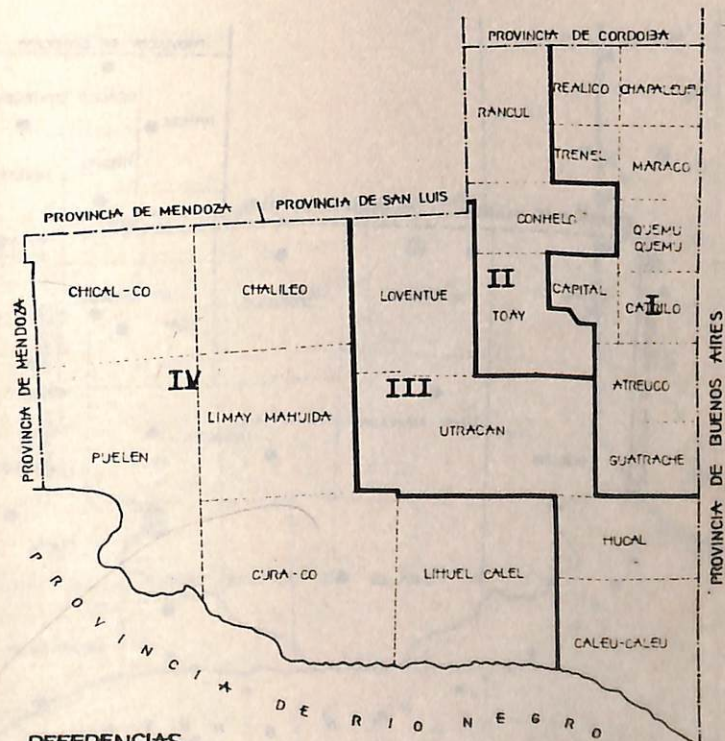 PROVINCIA DE CORDOBA
REALICO
CHAPALEUFU
RANCUL
TRENEL
MARACO
PROVINCIA DE MENDOZA
PROVINCIA DE SAN LUIS
CONHELO
QUEMU
QUEMU
CHICAL-CO
CHALILEO
LOVENTUE
II
CAPITAL
CATRILO
I
TOAY
PROVINCIA DE MENDOZA
IV
III
ATREUCO
PROVINCIA DE BUENOS AIRES
LIMAY MAHUIDA
UTRACAN
PUELEN
GUATRACHE
HUCAL
CURA-CO
LIHUEL CALEL
CALEU-CALEU
PROVINCIA DE RIO NEGRO
REFERENCIAS